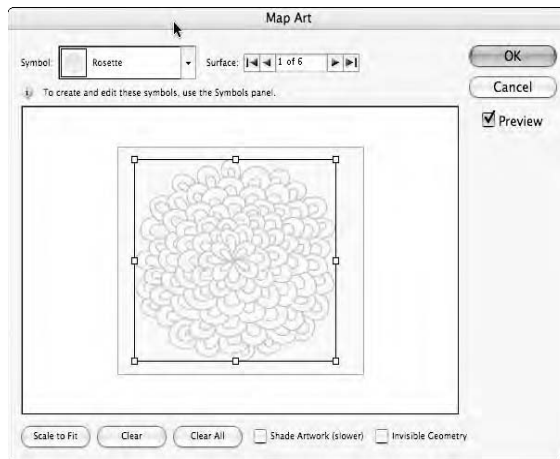 Map Art
Symbol: Rosette Surface: 1 of 6
OK
To create and edit these symbols, use the Symbols panel.
Cancel
Preview
Scale to Fit Clear Clear All Shade Artwork (slower) Invisible Geometry